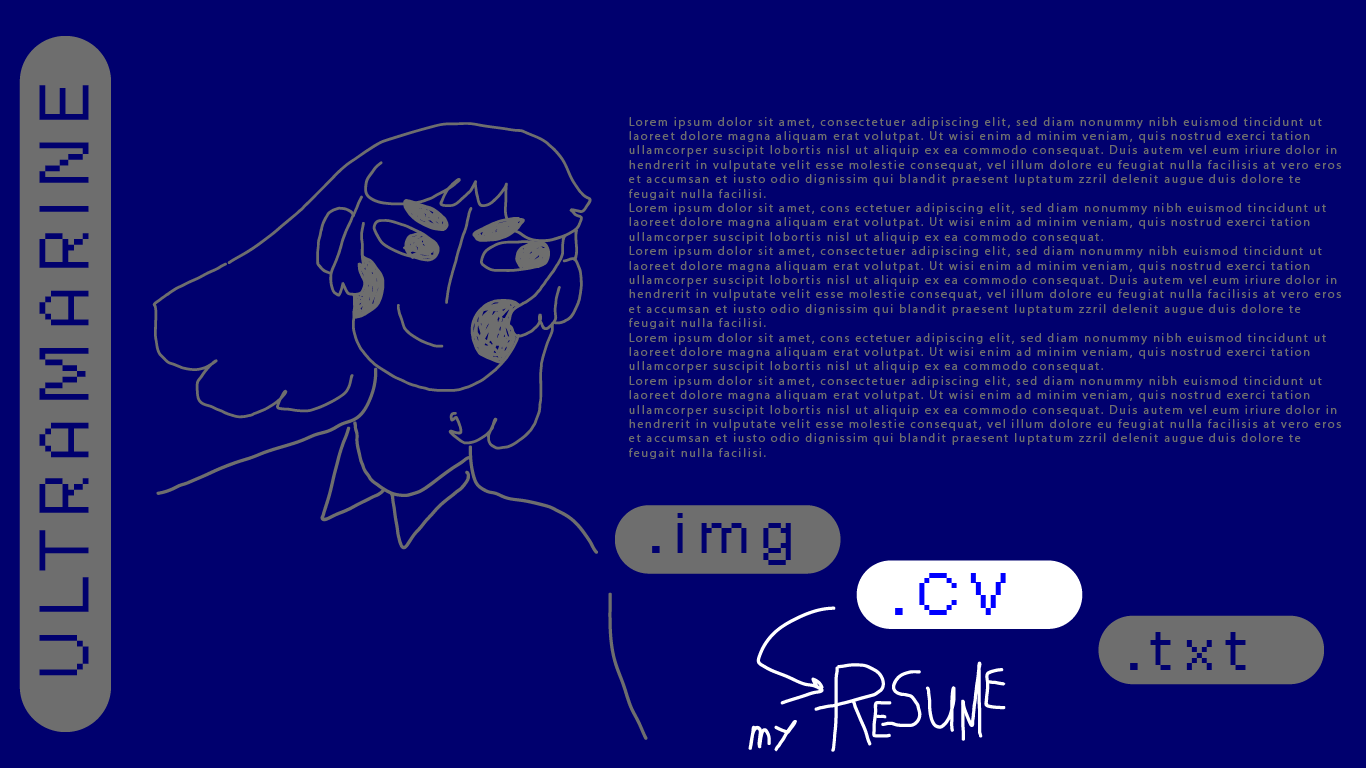 ULTRAMARINE
Lorem ipsum dolor sit amet, consectetuer adipiscing elit, sed diam nonummy nibh euismod tincidunt ut
laoreet dolore magna aliquam erat volutpat. Ut wisi enim ad minim veniam, quis nostrud exerci tation
ullamcorper suscipit lobortis nisl ut aliquip ex ea commodo consequat. Duis autem vel eum iriure dolor in
hendrerit in vulputate velit esse molestie consequat, vel illum dolore eu feugiat nulla facilisis at vero eros
et accumsan et iusto odio dignissim qui blandit praesent luptatum zzril delenit augue duis dolore te
feugait nulla facilisi.
Lorem ipsum dolor sit amet, cons ectetuer adipiscing elit, sed diam nonummy nibh euismod tincidunt ut
laoreet dolore magna aliquam erat volutpat. Ut wisi enim ad minim veniam, quis nostrud exerci tation
ullamcorper suscipit lobortis nisl ut aliquip ex ea commodo consequat.
Lorem ipsum dolor sit amet, consectetuer adipiscing elit, sed diam nonummy nibh euismod tincidunt ut
laoreet dolore magna aliquam erat volutpat. Ut wisi enim ad minim veniam, quis nostrud exerci tation
ullamcorper suscipit lobortis nisl ut aliquip ex ea commodo consequat. Duis autem vel eum iriure dolor in
hendrerit in vulputate velit esse molestie consequat, vel illum dolore eu feugiat nulla facilisis at vero eros
et accumsan et iusto odio dignissim qui blandit praesent luptatum zzril delenit augue duis dolore te
feugait nulla facilisi.
Lorem ipsum dolor sit amet, cons ectetuer adipiscing elit, sed diam nonummy nibh euismod tincidunt ut
laoreet dolore magna aliquam erat volutpat. Ut wisi enim ad minim veniam, quis nostrud exerci tation
ullamcorper suscipit lobortis nisl ut aliquip ex ea commodo consequat.
Lorem ipsum dolor sit amet, consectetuer adipiscing elit, sed diam nonummy nibh euismod tincidunt ut
laoreet dolore magna aliquam erat volutpat. Ut wisi enim ad minim veniam, quis nostrud exerci tation
ullamcorper suscipit lobortis nisl ut aliquip ex ea commodo consequat. Duis autem vel eum iriure dolor in
hendrerit in vulputate velit esse molestie consequat, vel illum dolore eu feugiat nulla facilisis at vero eros
et accumsan et iusto odio dignissim qui blandit praesent luptatum zzril delenit augue duis dolore te
feugait nulla facilisi.
.img
.CV
.txt
my RESUME